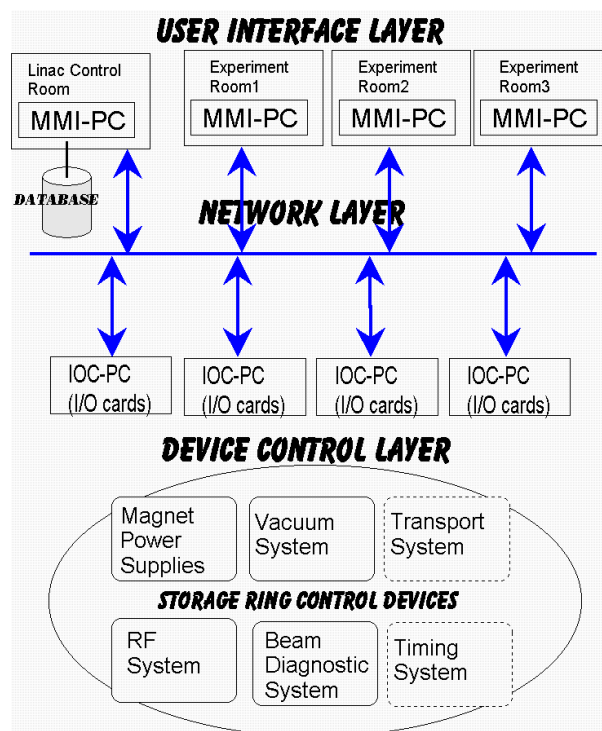 USER INTERFACE LAYER
Linac Control
Room
MMI-PC
Experiment
Room1
MMI-PC
Experiment
Room2
MMI-PC
Experiment
Room3
MMI-PC
DATABASE
NETWORK LAYER
IOC-PC
(I/O cards)
IOC-PC
(I/O cards)
IOC-PC
(I/O cards)
IOC-PC
(I/O cards)
DEVICE CONTROL LAYER
Magnet
Power
Supplies
Vacuum
System
Transport
System
STORAGE RING CONTROL DEVICES
RF
System
Beam
Diagnostic
System
Timing
System